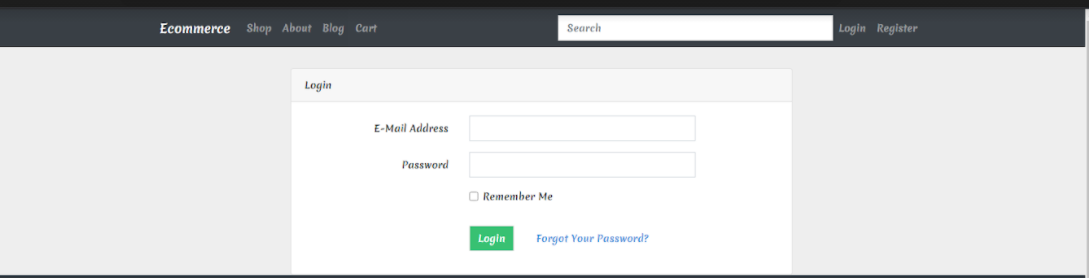 Ecommerce Shop About Blog Cart Search Login Register
Login
E-Mail Address
Password
Remember Me
Login Forgot Your Password?